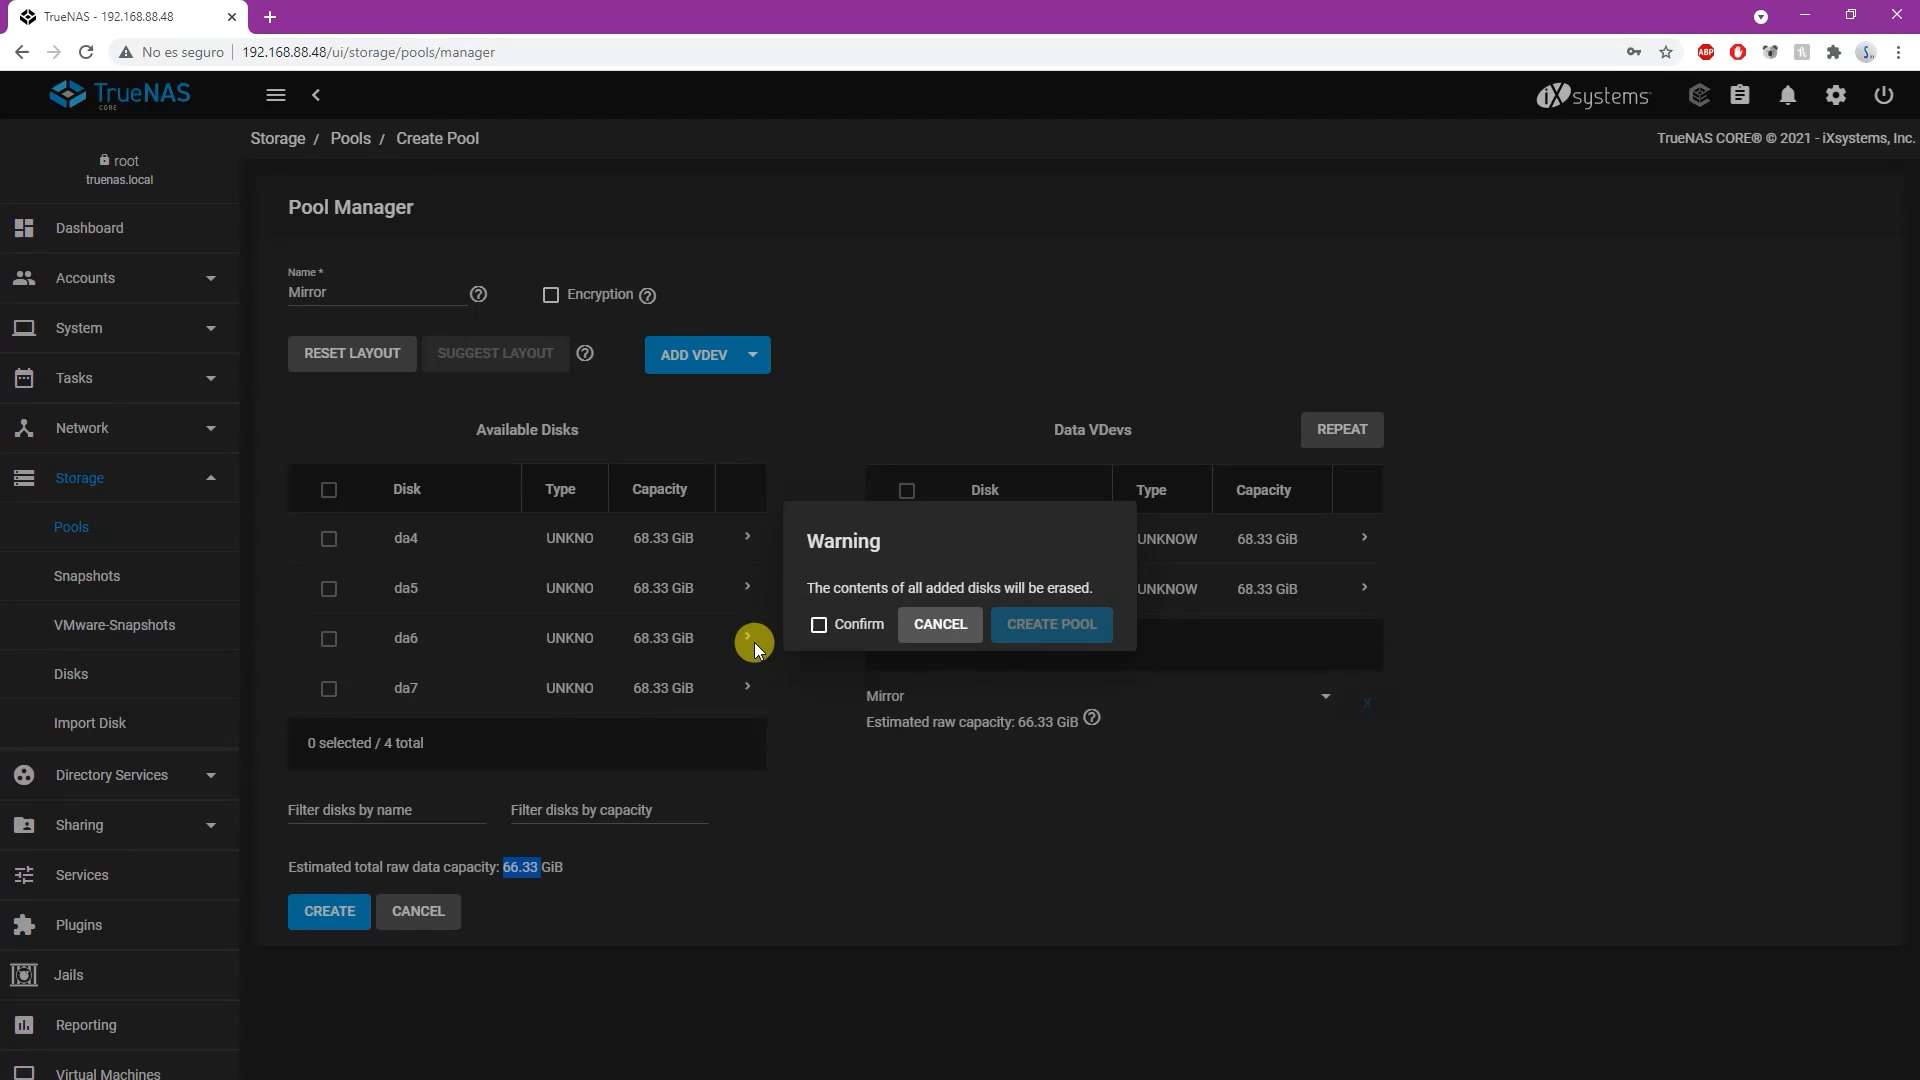 TrueNAS - 192.168.88.48
No es seguro
192.168.88.48/ui/storage/pools/manager
ABP
TrueNAS
CORE
iXsystems
Storage / Pools / Create Pool
TrueNAS CORE® © 2021 - iXsystems, Inc.
root
truenas.local
Dashboard
Accounts
System
Tasks
Network
Storage
Pools
Snapshots
VMware-Snapshots
Disks
Import Disk
Directory Services
Sharing
Services
Plugins
Jails
Reporting
Virtual Machines
Pool Manager
Name *
Mirror
Encryption
RESET LAYOUT
SUGGEST LAYOUT
ADD VDEV
Available Disks
Disk Type Capacity
da4 UNKNO 68.33 GiB
da5 UNKNO 68.33 GiB
da6 UNKNO 68.33 GiB
da7 UNKNO 68.33 GiB
0 selected / 4 total
Filter disks by name
Filter disks by capacity
Estimated total raw data capacity: 66.33 GiB
CREATE
CANCEL
Data VDevs
REPEAT
Disk Type Capacity
UNKNOW 68.33 GiB
UNKNOW 68.33 GiB
Mirror
x
Estimated raw capacity: 66.33 GiB
Warning
The contents of all added disks will be erased.
Confirm
CANCEL
CREATE POOL